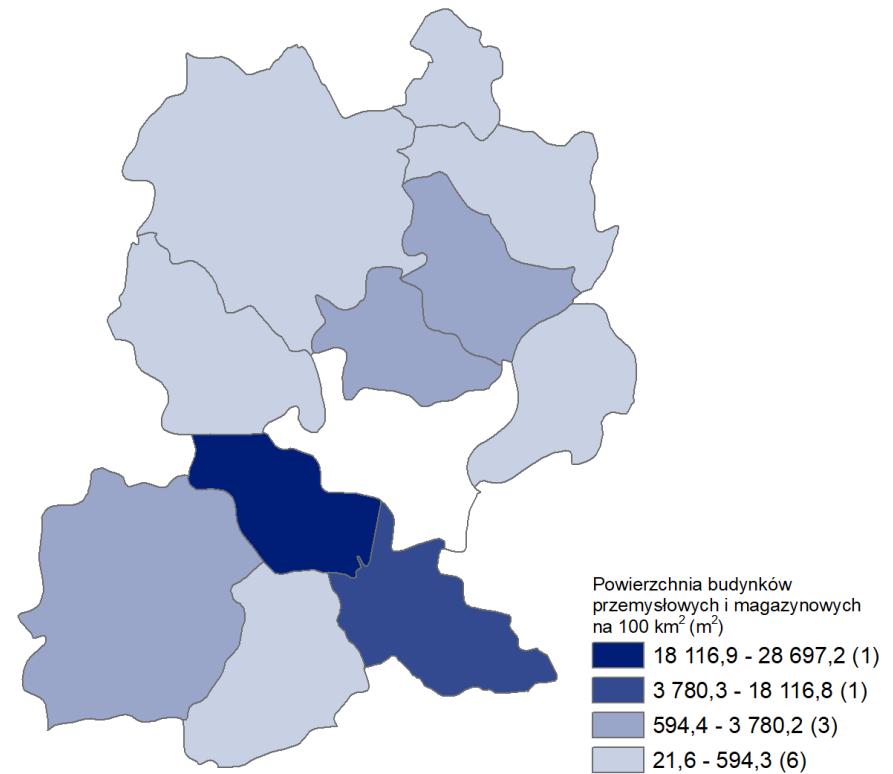 Powierzchnia budynków
przemysłowych i magazynowych
na 100 km² (m²)
18 116,9 - 28 697,2 (1)
3 780,3 - 18 116,8 (1)
594,4 - 3 780,2 (3)
21,6 - 594,3 (6)